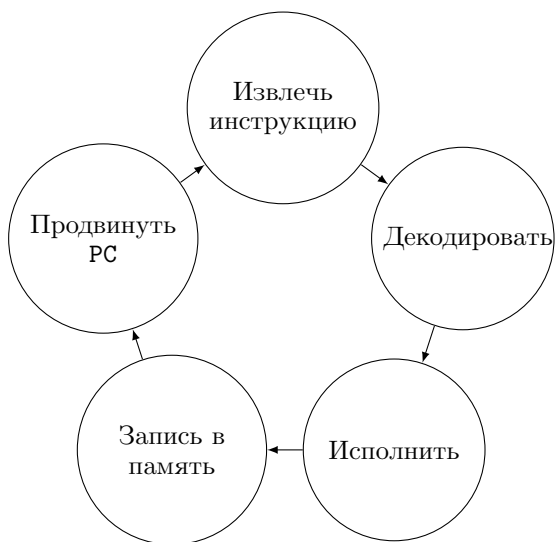 Извлечь
инструкцию
Декодировать
Исполнить
Запись в
память
Продвинуть
PC